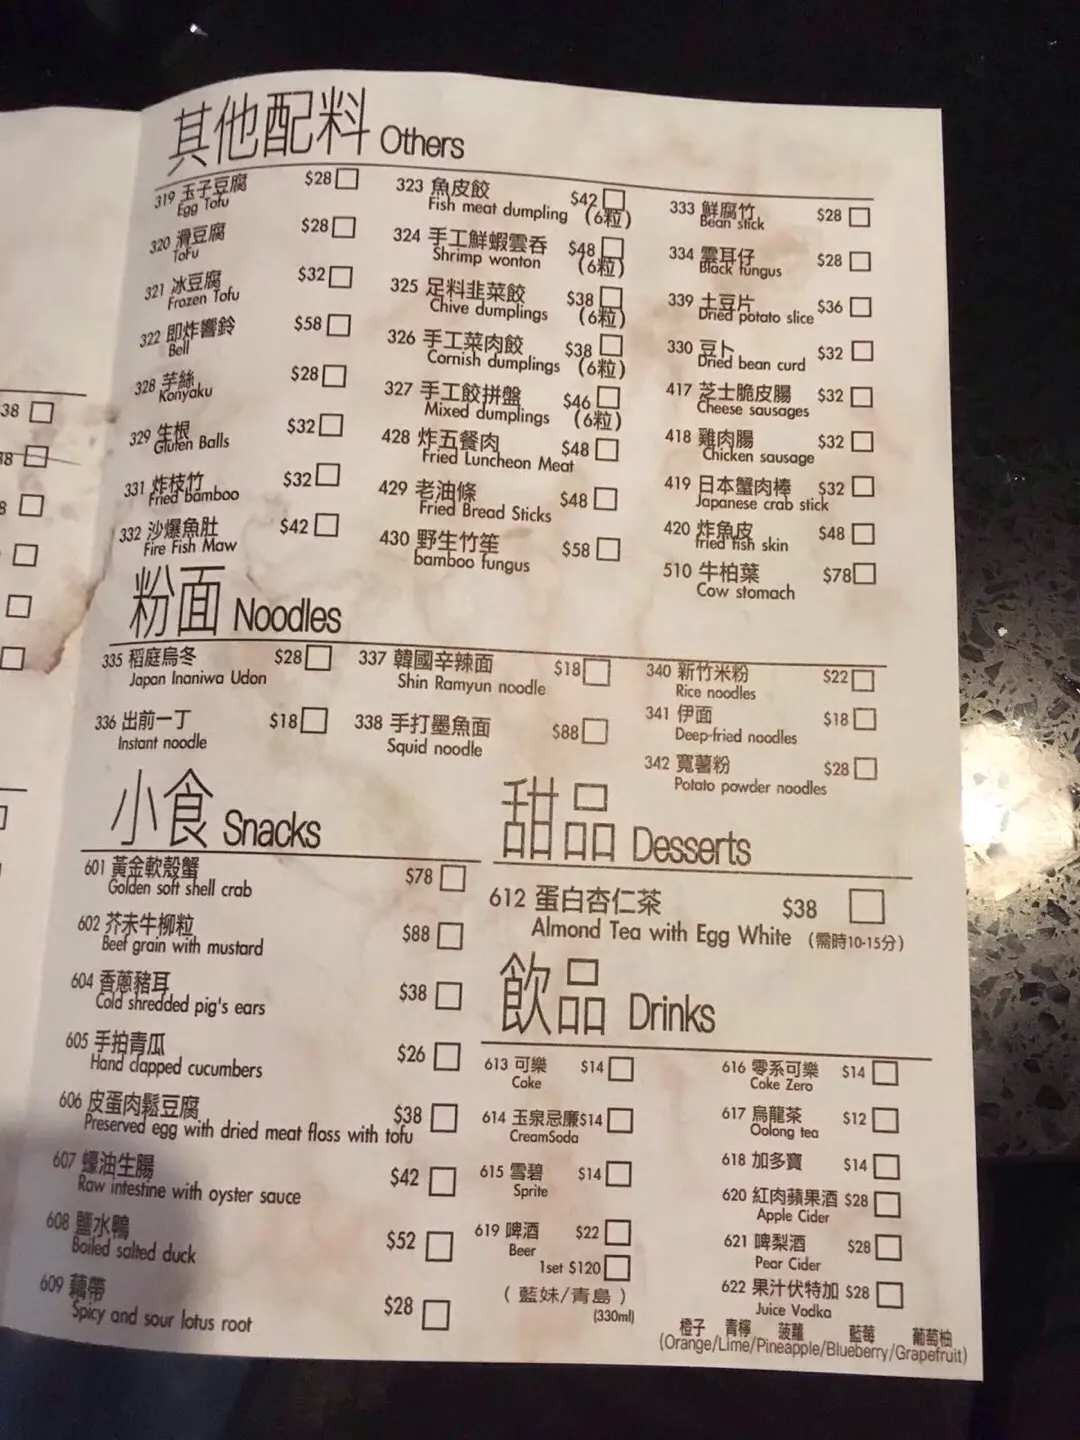 其他配料 Others
319 玉子豆腐 $28
Egg Tofu
320 滑豆腐 $28
ToFu
321 冰豆腐 $32
Frozen Tofu
322 即炸響鈴 $58
Bell
328 芋絲 $28
Konyaku
329 生根 $32
Gluten Balls
331 炸枝竹 $32
Fried bamboo
332 沙爆魚肚 $42
Fire Fish Maw
323 魚皮餃 $42
Fish meat dumpling (6粒)
324 手工鮮蝦雲吞 $48
Shrimp wonton (6粒)
325 足料韭菜餃 $38
Chive dumplings (6粒)
326 手工菜肉餃 $38
Cornish dumplings (6粒)
327 手工餃拼盤 $46
Mixed dumplings (6粒)
428 炸五餐肉 $48
Fried Luncheon Meat
429 老油條 $48
Fried Bread Sticks
430 野生竹笙 $58
bamboo fungus
333 鮮腐竹 $28
Bean stick
334 雲耳仔 $28
Black fungus
339 土豆片 $36
Dried potato slice
330 豆卜 $32
Dried bean curd
417 芝士脆皮腸 $32
Cheese sausages
418 雞肉腸 $32
Chicken sausage
419 日本蟹肉棒 $32
Japanese crab stick
420 炸魚皮 $48
fried fish skin
510 牛柏葉 $78
Cow stomach
粉面 Noodles
335 稻庭烏冬 $28
Japan Inaniwa Udon
336 出前一丁 $18
Instant noodle
337 韓國辛辣面 $18
Shin Ramyun noodle
338 手打墨魚面 $88
Squid noodle
340 新竹米粉 $22
Rice noodles
341 伊面 $18
Deep-fried noodles
342 寬薯粉 $28
Potato powder noodles
小食 Snacks
601 黃金軟殼蟹 $78
Golden soft shell crab
602 芥末牛柳粒 $88
Beef grain with mustard
604 香蔥豬耳 $38
Cold shredded pig's ears
605 手拍青瓜 $26
Hand clapped cucumbers
606 皮蛋肉鬆豆腐 $38
Preserved egg with dried meat floss with tofu
607 蠔油生腸 $42
Raw intestine with oyster sauce
608 鹽水鴨 $52
Boiled salted duck
609 藕帶 $28
Spicy and sour lotus root
甜品 Desserts
612 蛋白杏仁茶 $38
Almond Tea with Egg White (需時10-15分)
飲品 Drinks
613 可樂 $14
Coke
614 玉泉忌廉 $14
CreamSoda
615 雪碧 $14
Sprite
619 啤酒 $22
Beer
1set $120
(藍妹/青島)
(330ml)
616 零系可樂 $14
Coke Zero
617 烏龍茶 $12
Oolong tea
618 加多寶 $14
620 紅肉蘋果酒 $28
Apple Cider
621 啤梨酒 $28
Pear Cider
622 果汁伏特加 $28
Juice Vodka
橙子 青檸 菠蘿 藍莓 葡萄柚
(Orange/Lime/Pineapple/Blueberry/Grapefruit)